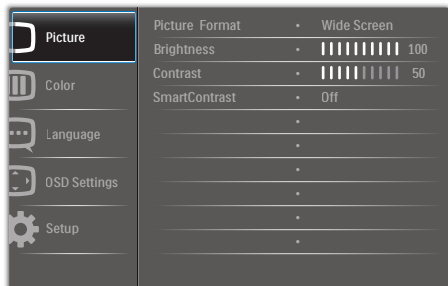 Picture
Color
Language
OSD Settings
Setup
Picture Format • Wide Screen
Brightness • 100
Contrast • 50
SmartContrast • Off
•
•
•
•
•
•